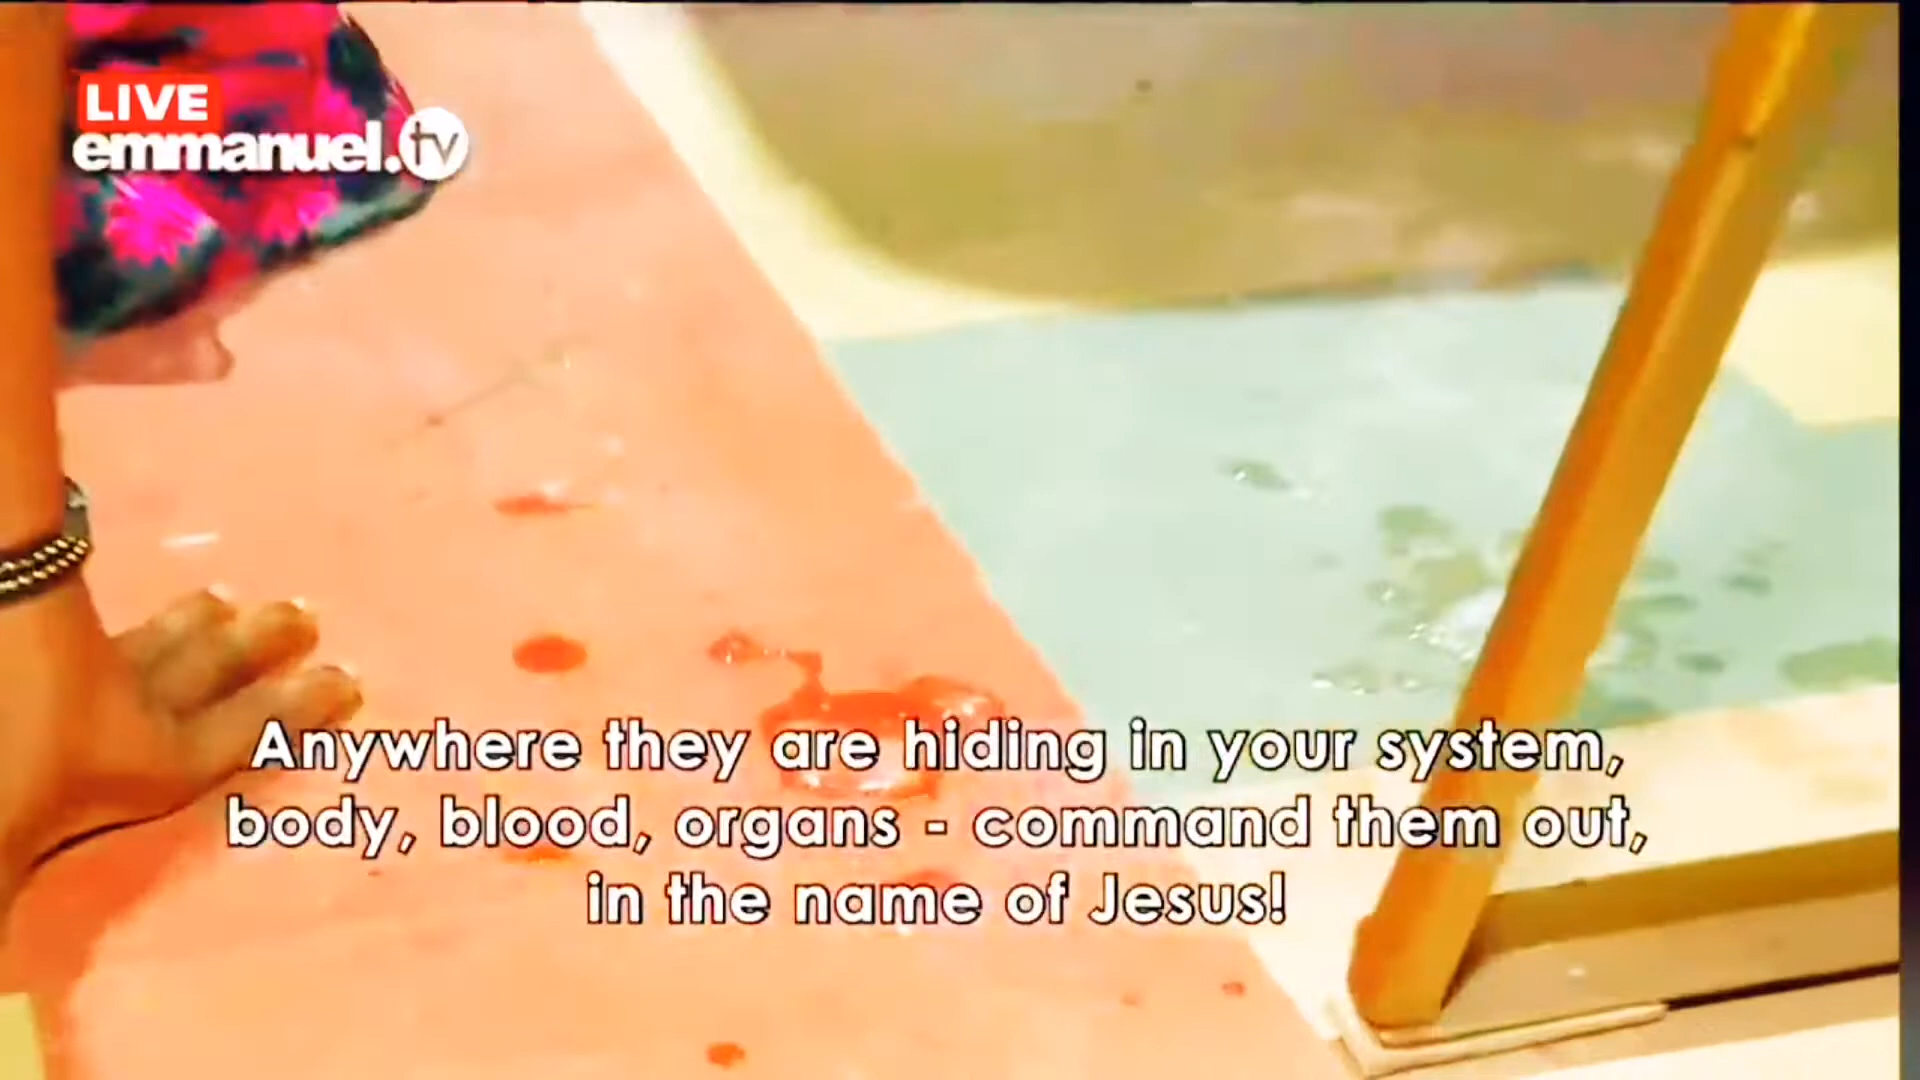 LIVE
emmanuel.tv
Anywhere they are hiding in your system,
body, blood, organs - command them out,
in the name of Jesus!